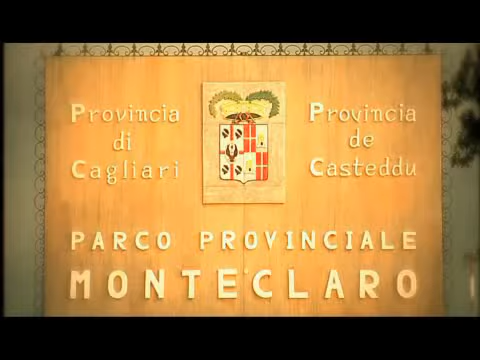 Provincia
di
Cagliari
Provincia
de
Casteddu
PARCO PROVINCIALE
MONTECLARO